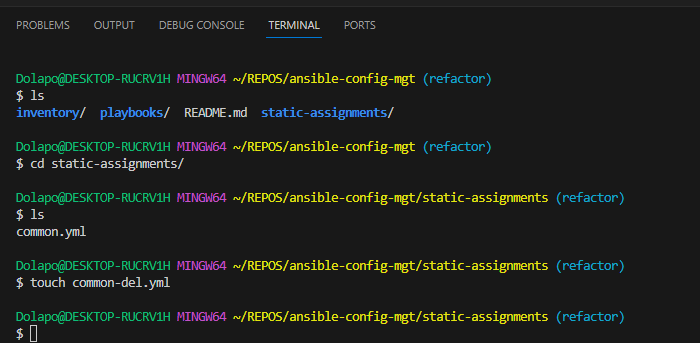 PROBLEMS OUTPUT DEBUG CONSOLE TERMINAL PORTS
Dolapo@DESKTOP-RUCRV1H MINGW64 ~/REPOS/ansible-config-mgt (refactor)
$ ls
inventory/ playbooks/ README.md static-assignments/
Dolapo@DESKTOP-RUCRV1H MINGW64 ~/REPOS/ansible-config-mgt (refactor)
$ cd static-assignments/
Dolapo@DESKTOP-RUCRV1H MINGW64 ~/REPOS/ansible-config-mgt/static-assignments (refactor)
$ ls
common.yml
Dolapo@DESKTOP-RUCRV1H MINGW64 ~/REPOS/ansible-config-mgt/static-assignments (refactor)
$ touch common-del.yml
Dolapo@DESKTOP-RUCRV1H MINGW64 ~/REPOS/ansible-config-mgt/static-assignments (refactor)
$